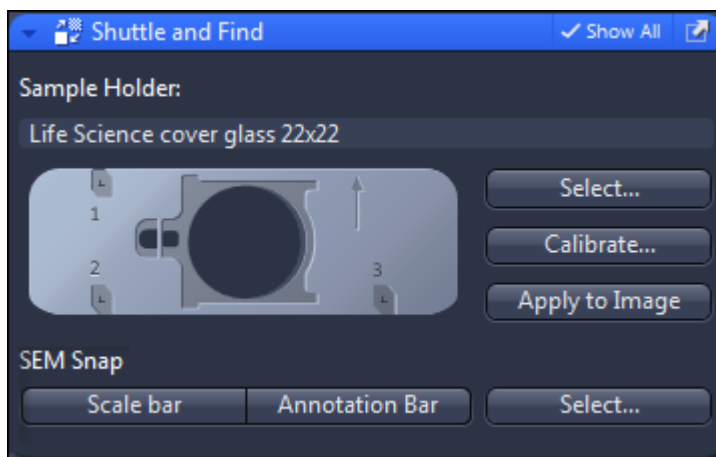 Shuttle and Find
Show All
Sample Holder:
Life Science cover glass 22x22
1
2
3
Select...
Calibrate...
Apply to Image
SEM Snap
Scale bar
Annotation Bar
Select...